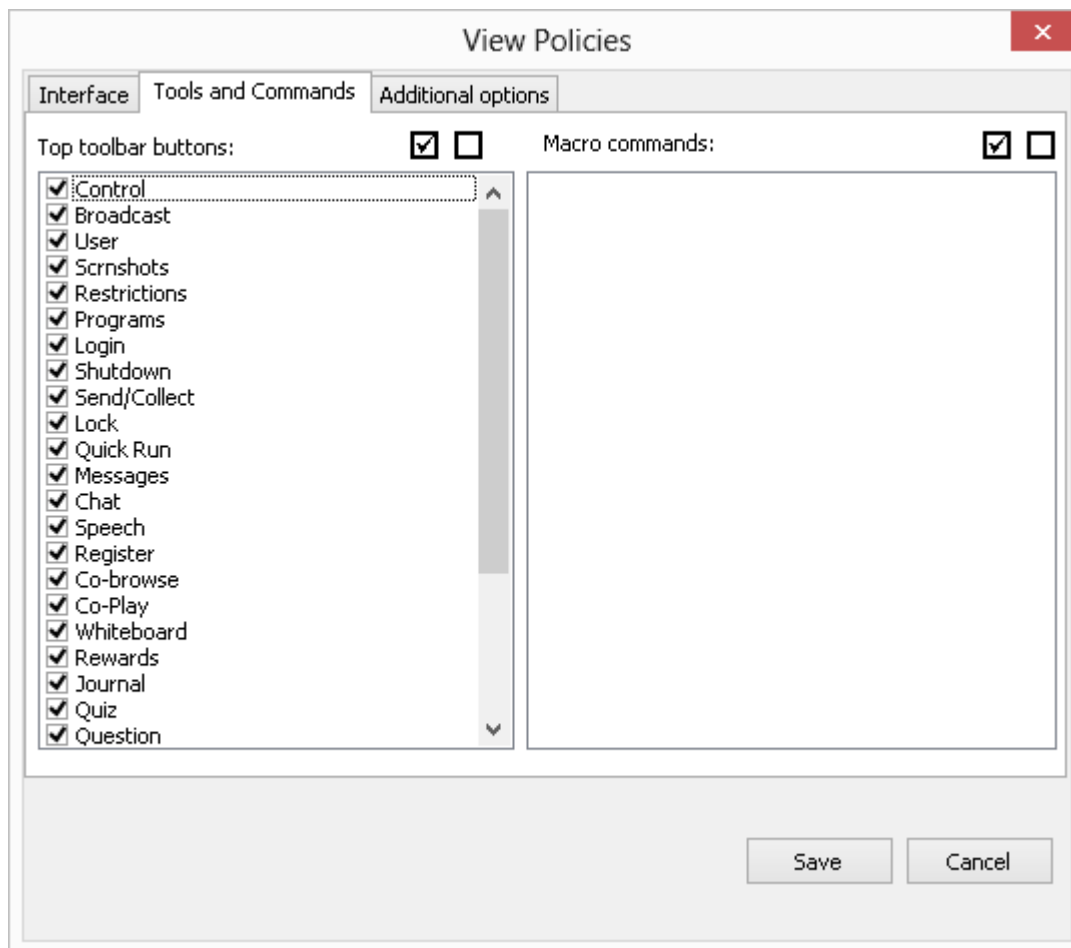 View Policies
Interface Tools and Commands Additional options
Top toolbar buttons: Macro commands:
Control
Broadcast
User
Scrnshots
Restrictions
Programs
Login
Shutdown
Send/Collect
Lock
Quick Run
Messages
Chat
Speech
Register
Co-browse
Co-Play
Whiteboard
Rewards
Journal
Quiz
Question
Save Cancel